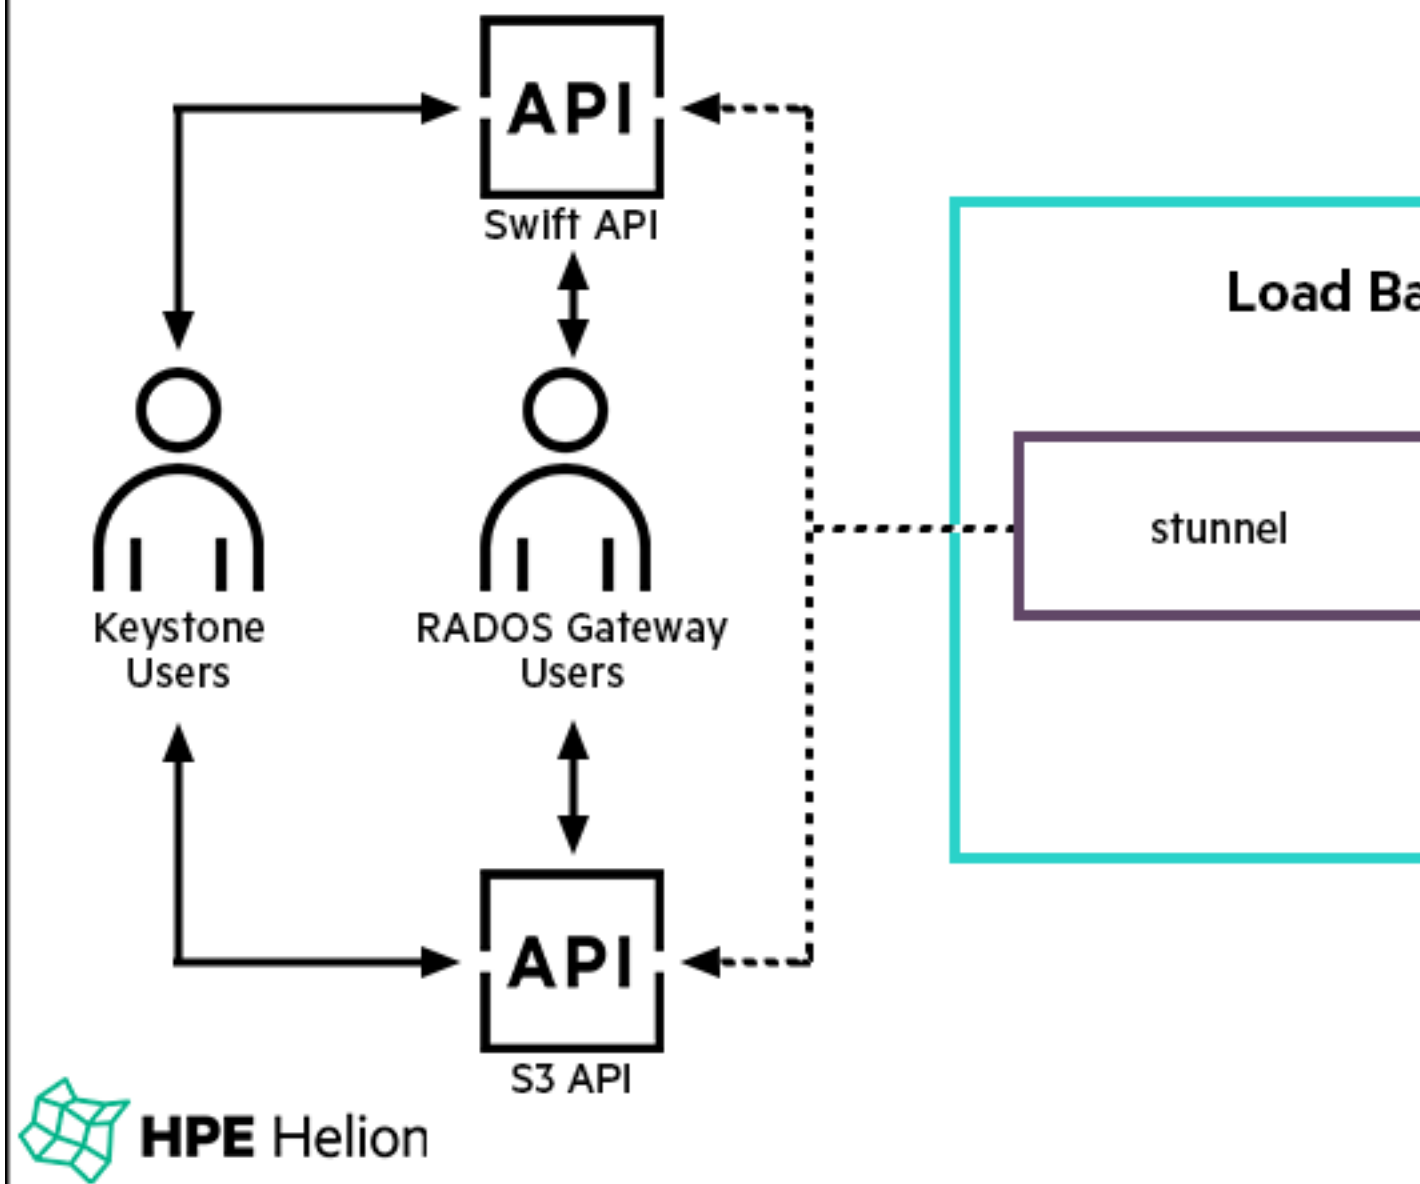 API
Swift API
Load Ba
stunnel
Keystone
Users
RADOS Gateway
Users
API
S3 API
HPE Helion